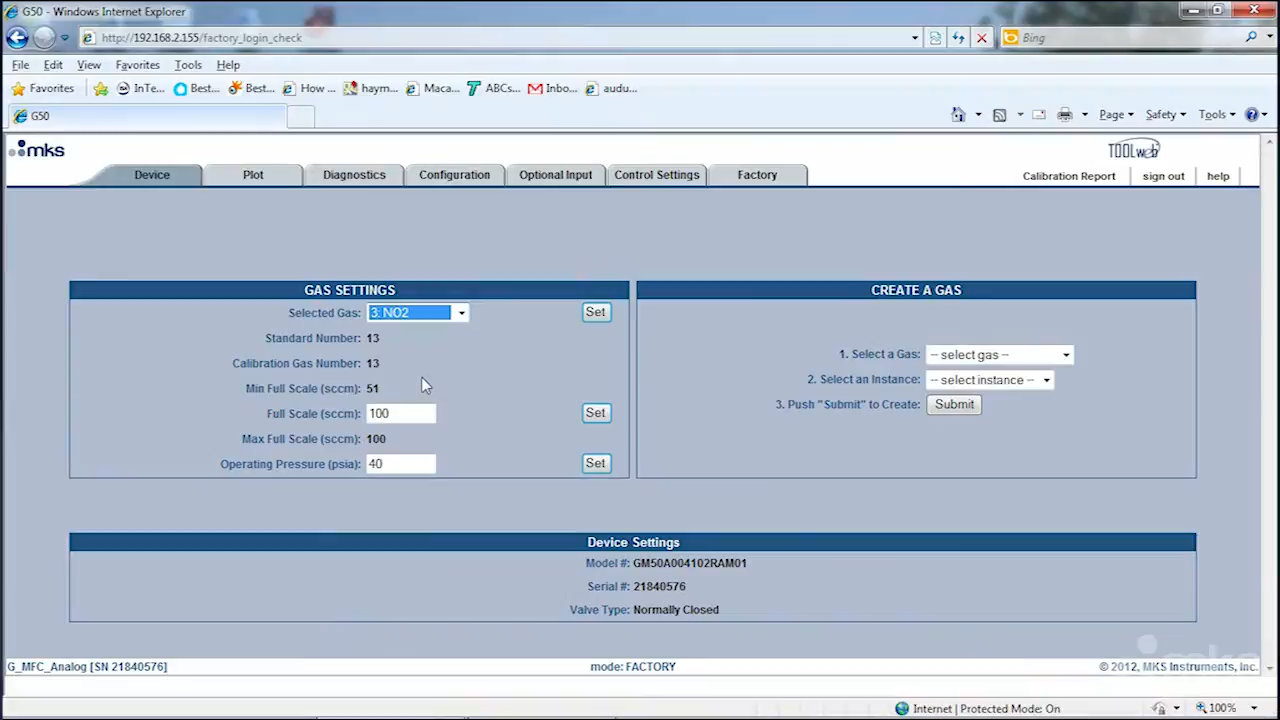 G50 - Windows Internet Explorer
http://192.168.2.155/factory_login_check
Bing
File Edit View Favorites Tools Help
Favorites InTe... Best... Best... How ... haym... Maca... ABCs... Inbo... audu...
G50
Page Safety Tools
mks
TOOLweb
Device Plot Diagnostics Configuration Optional Input Control Settings Factory
Calibration Report sign out help
GAS SETTINGS
Selected Gas: 3: NO2 Set
Standard Number: 13
Calibration Gas Number: 13
Min Full Scale (sccm): 51
Full Scale (sccm): 100 Set
Max Full Scale (sccm): 100
Operating Pressure (psia): 40 Set
CREATE A GAS
1. Select a Gas: -- select gas --
2. Select an Instance: -- select instance --
3. Push "Submit" to Create: Submit
Device Settings
Model #: GM50A004102RAM01
Serial #: 21840576
Valve Type: Normally Closed
mks
G_MFC_Analog [SN 21840576] mode: FACTORY © 2012, MKS Instruments, Inc.
Internet | Protected Mode: On 100%